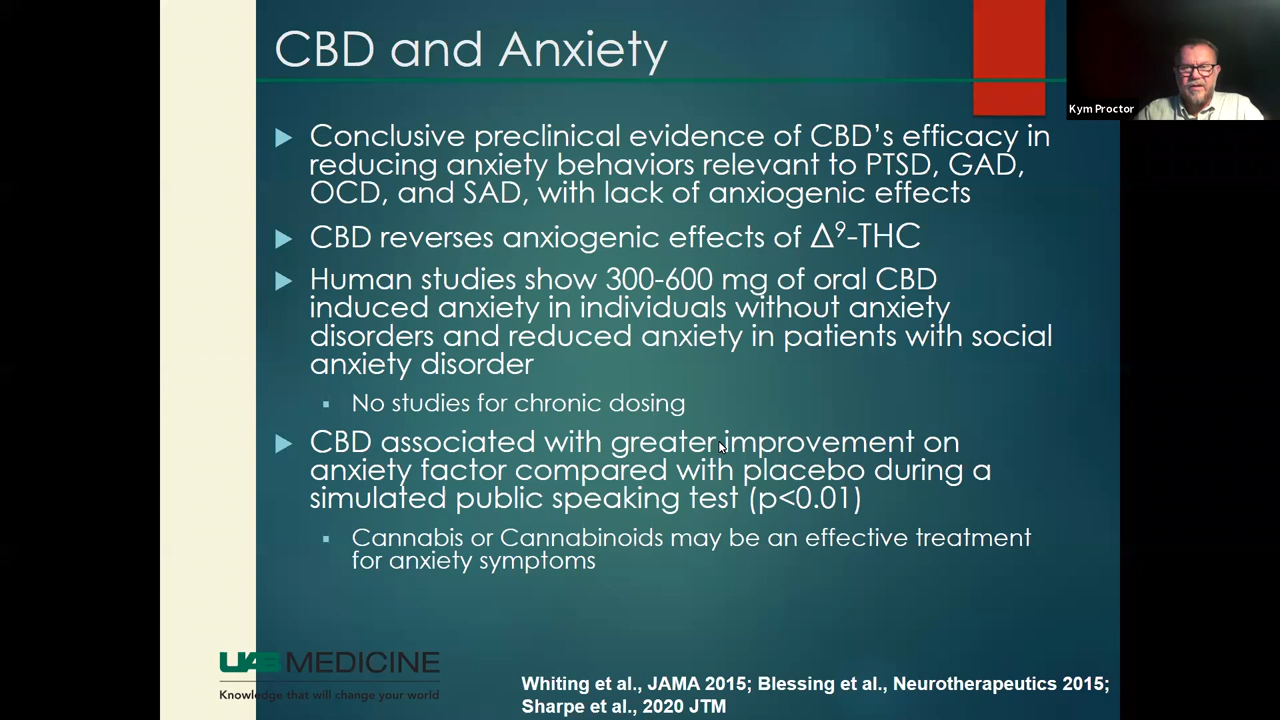 CBD and Anxiety
Kym Proctor
▶ Conclusive preclinical evidence of CBD’s efficacy in
reducing anxiety behaviors relevant to PTSD, GAD,
OCD, and SAD, with lack of anxiogenic effects
▶ CBD reverses anxiogenic effects of Δ⁹-THC
▶ Human studies show 300-600 mg of oral CBD
induced anxiety in individuals without anxiety
disorders and reduced anxiety in patients with social
anxiety disorder
▪ No studies for chronic dosing
▶ CBD associated with greater improvement on
anxiety factor compared with placebo during a
simulated public speaking test (p<0.01)
▪ Cannabis or Cannabinoids may be an effective treatment
for anxiety symptoms
UAB MEDICINE
Knowledge that will change your world
Whiting et al., JAMA 2015; Blessing et al., Neurotherapeutics 2015;
Sharpe et al., 2020 JTM